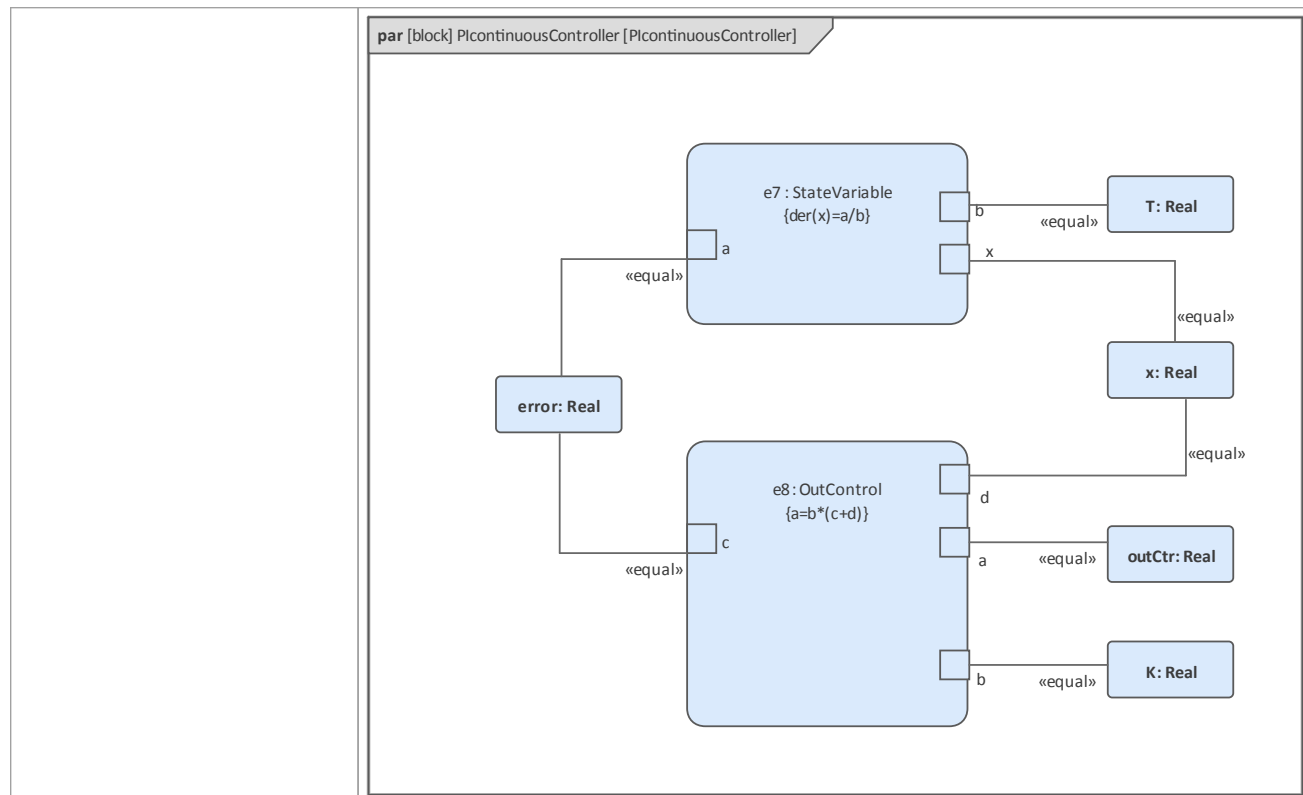 par [block] PIcontinuousController [PIcontinuousController]
e7 : StateVariable
{der(x)=a/b}
b
T: Real
«equal»
a
x
«equal»
«equal»
x: Real
error: Real
«equal»
e8 : OutControl
{a=b*(c+d)}
d
c
a
«equal»
outCtr: Real
«equal»
b
«equal»
K: Real